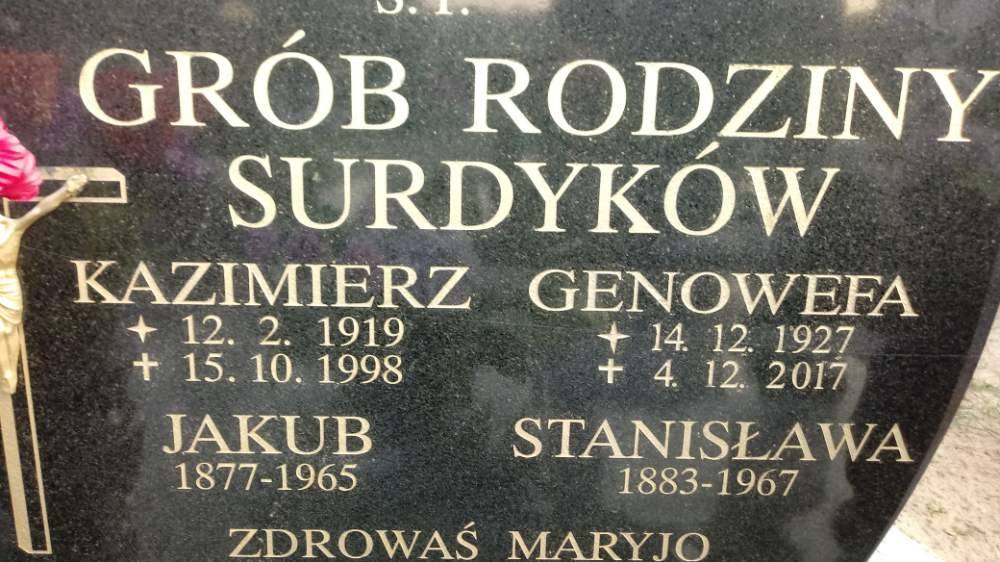 Ś. P.
GRÓB RODZINY
SURDYKÓW
KAZIMIERZ GENOWEFA
12. 2. 1919 14. 12. 1927
15. 10. 1998 4. 12. 2017
JAKUB STANISŁAWA
1877-1965 1883-1967
ZDROWAŚ MARYJO